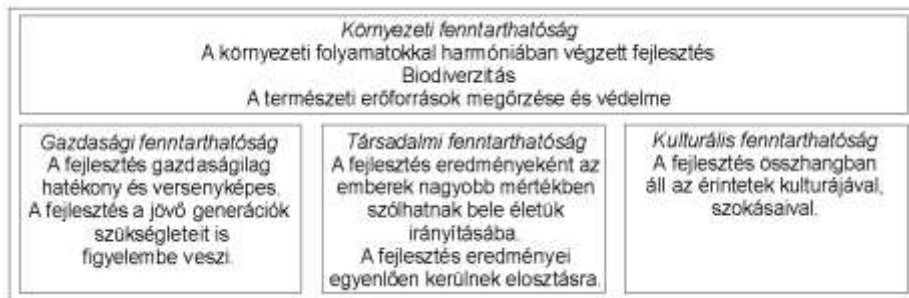 Környezeti fenntarthatóság
A környezeti folyamatokkal harmóniában végzett fejlesztés
Biodiverzitás
A természeti erőforrások megőrzése és védelme
Gazdasági fenntarthatóság
A fejlesztés gazdaságilag
hatékony és versenyképes.
A fejlesztés a jövő generációk
szükségleteit is
figyelembe veszi.
Társadalmi fenntarthatóság
A fejlesztés eredményeként az
emberek nagyobb mértékben
szólhatnak bele életük
irányításába.
A fejlesztés eredményei
egyenlően kerülnek elosztásra.
Kulturális fenntarthatóság
A fejlesztés összhangban
áll az érintetek kulturájával,
szokásaival.